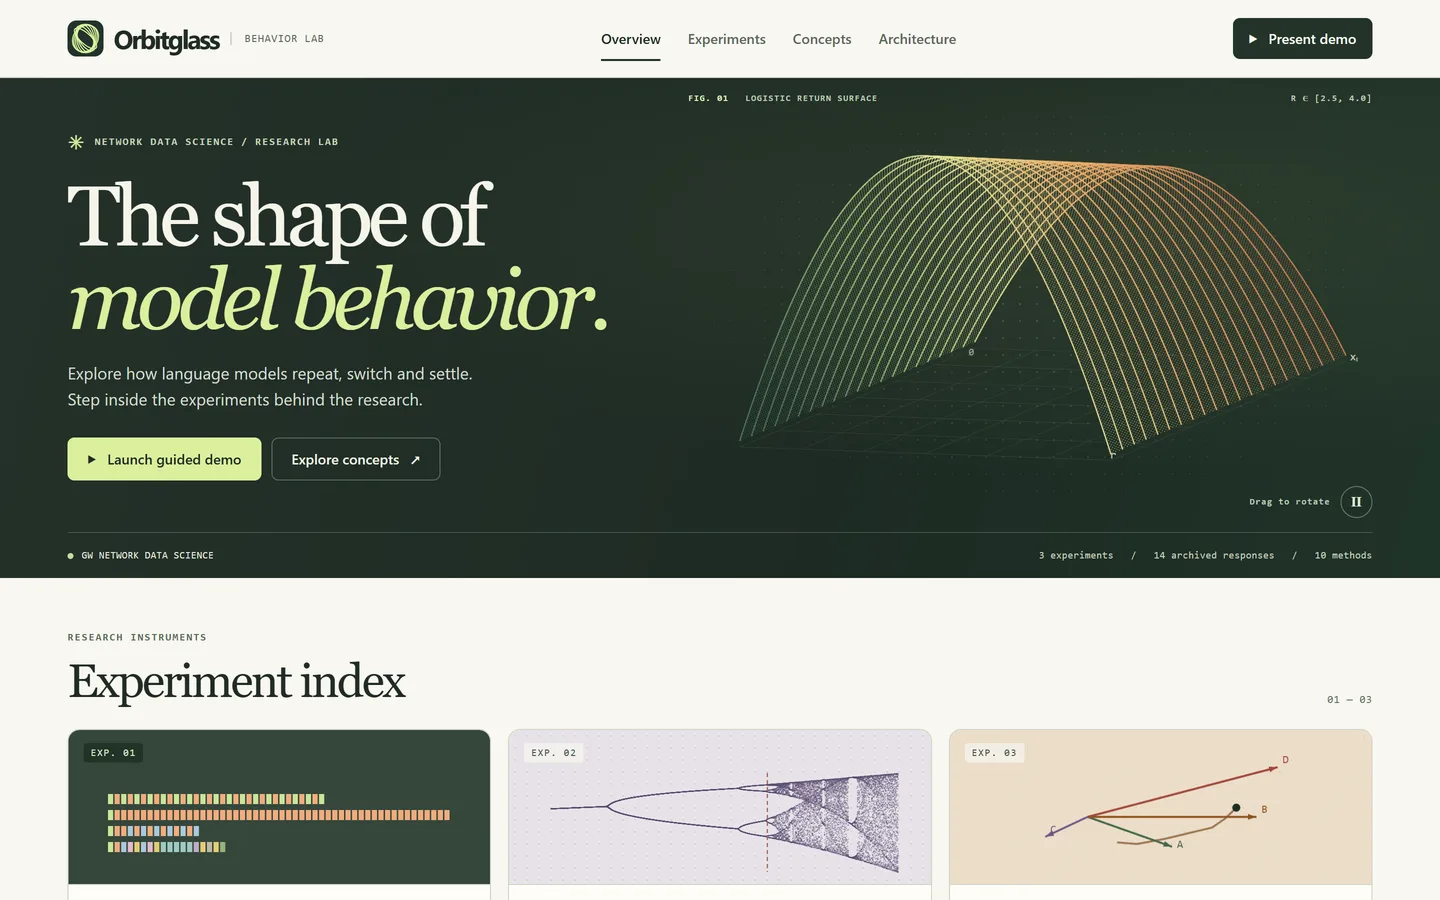 Orbitglass
BEHAVIOR LAB
Overview
Experiments
Concepts
Architecture
Present demo
FIG. 01 LOGISTIC RETURN SURFACE
R ∈ [2.5, 4.0]
NETWORK DATA SCIENCE / RESEARCH LAB
The shape of
model behavior.
Explore how language models repeat, switch and settle.
Step inside the experiments behind the research.
Launch guided demo
Explore concepts ↗
0
r
xₜ
Drag to rotate
GW NETWORK DATA SCIENCE
3 experiments / 14 archived responses / 10 methods
RESEARCH INSTRUMENTS
Experiment index
01 — 03
EXP. 01
EXP. 02
EXP. 03
D
B
C
A